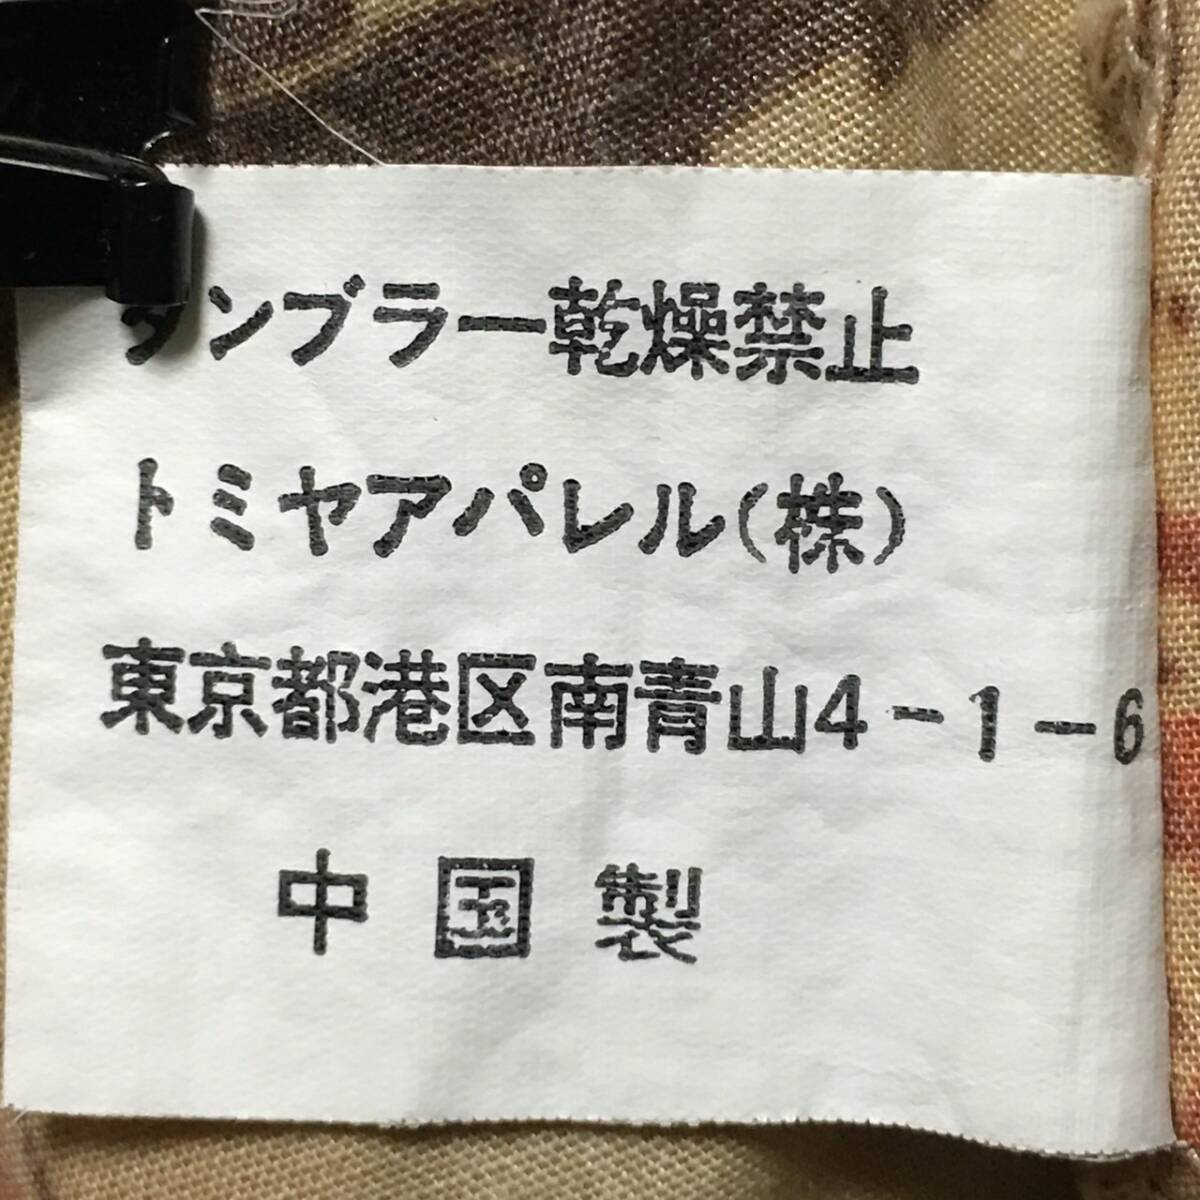 タンブラー乾燥禁止
トミヤアパレル(株)
東京都港区南青山4-1-6
中国製